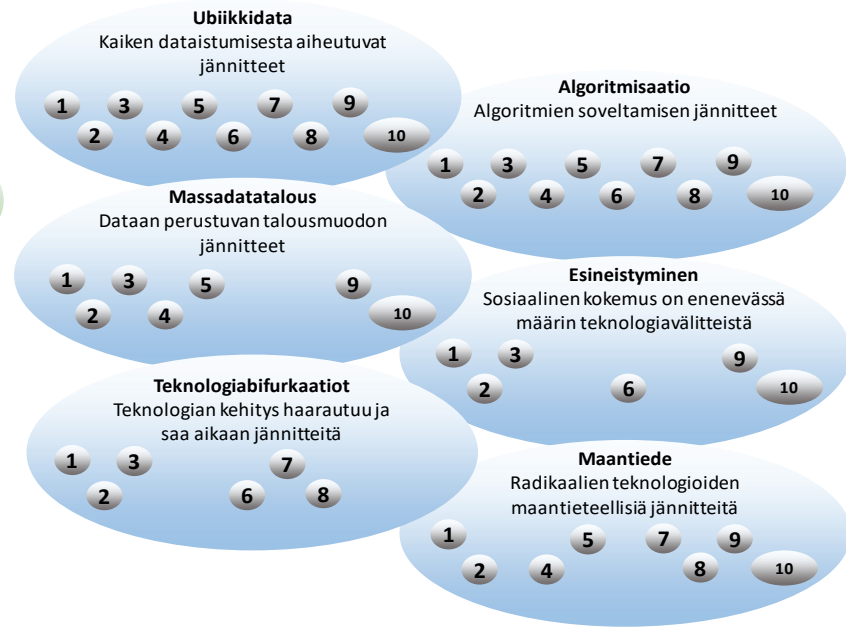 Ubiikkidata
Kaiken dataistumisesta aiheutuvat
jännitteet
1 3 5 7 9
2 4 6 8 10
Algoritmisaatio
Algoritmien soveltamisen jännitteet
1 3 5 7 9
2 4 6 8 10
Massadatatalous
Dataan perustuvan talousmuodon
jännitteet
1 3 5 9
2 4 10
Esineistyminen
Sosiaalinen kokemus on enenevässä
määrin teknologiavälitteistä
1 3 9
2 6 10
Teknologiabifurkaatiot
Teknologian kehitys haarautuu ja
saa aikaan jännitteitä
1 3 7
2 6 8
Maantiede
Radikaalien teknologioiden
maantieteellisiä jännitteitä
1 5 7 9
2 4 8 10